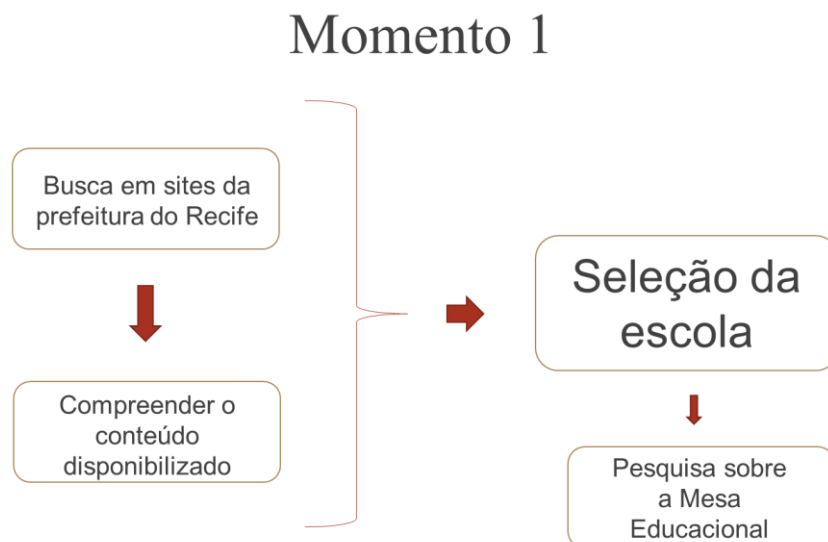 Momento 1
Busca em sites da
prefeitura do Recife
Compreender o
conteúdo
disponibilizado
Seleção da
escola
Pesquisa sobre
a Mesa
Educacional